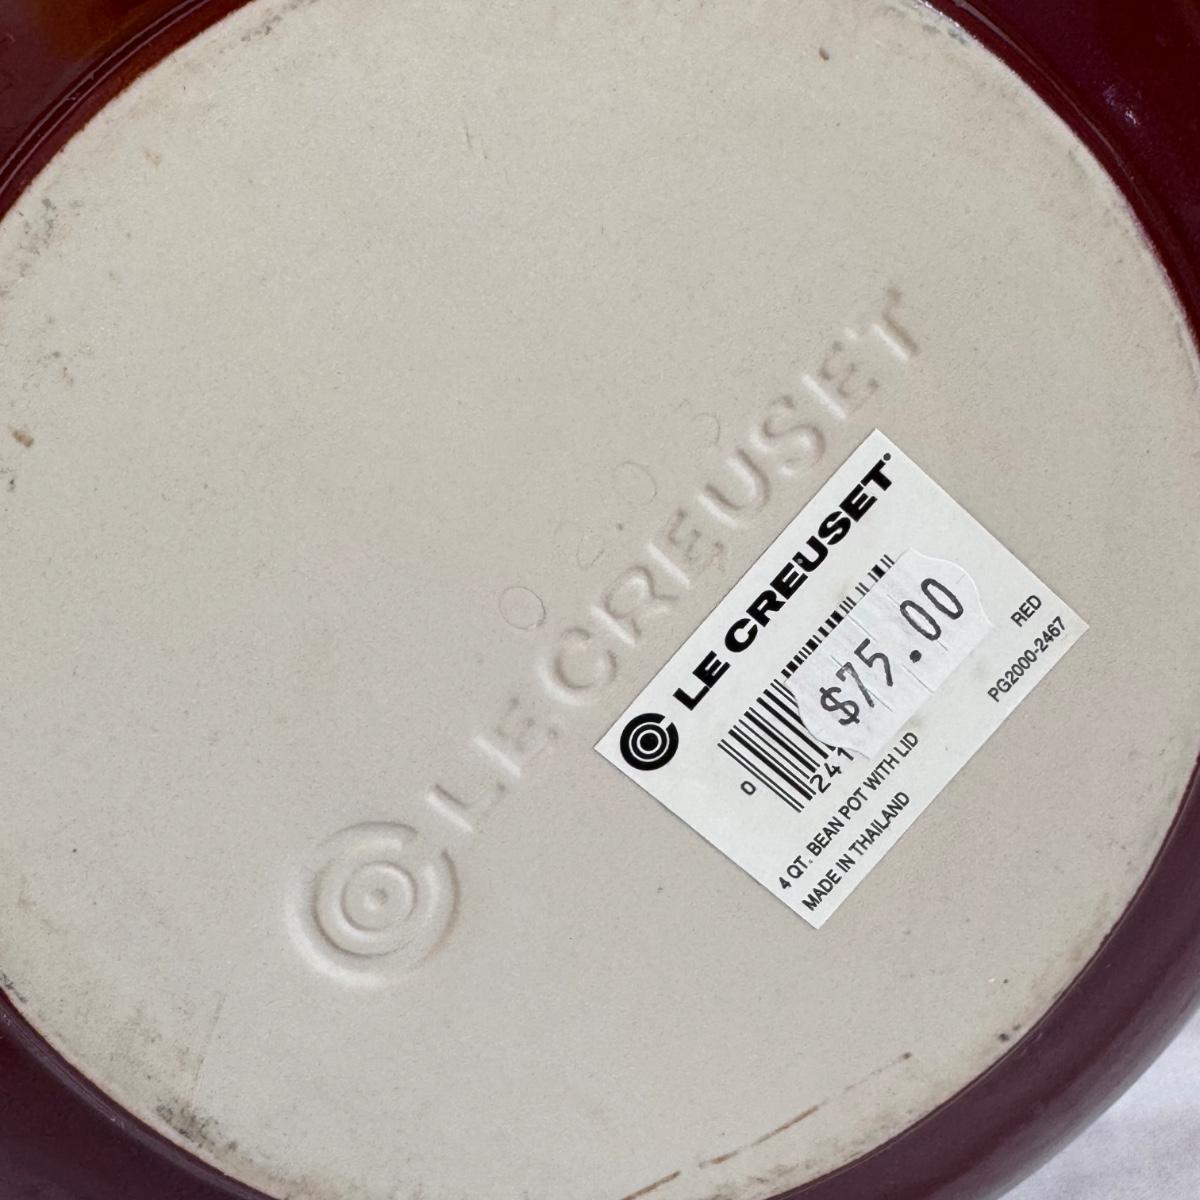 LE CREUSET
LE CREUSET
$75.00
0
241
RED
4 QT. BEAN POT WITH LID
PG2000-2467
MADE IN THAILAND